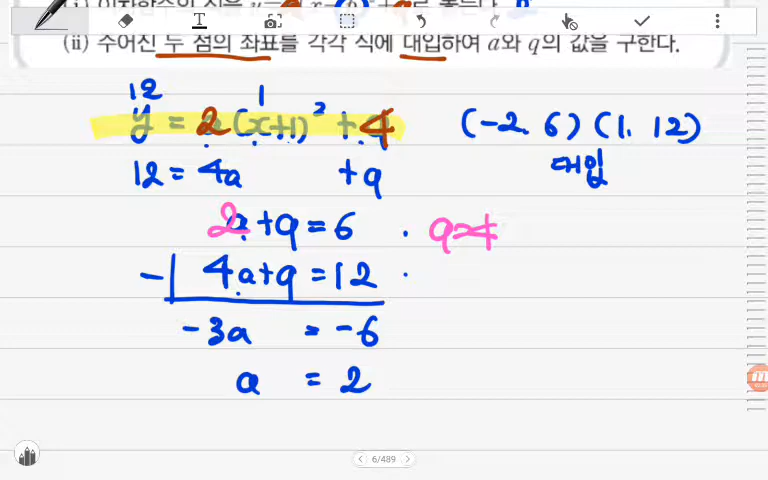 (ii) 주어진 두 점의 좌표를 각각 식에 대입하여 a와 q의 값을 구한다.
12 1
y = 2(x+1)² + 4 (-2. 6) (1. 12)
12 = 4a + q 대입
2+q = 6 . q=4
-| 4a+q = 12 .
-3a = -6
a = 2
6/489